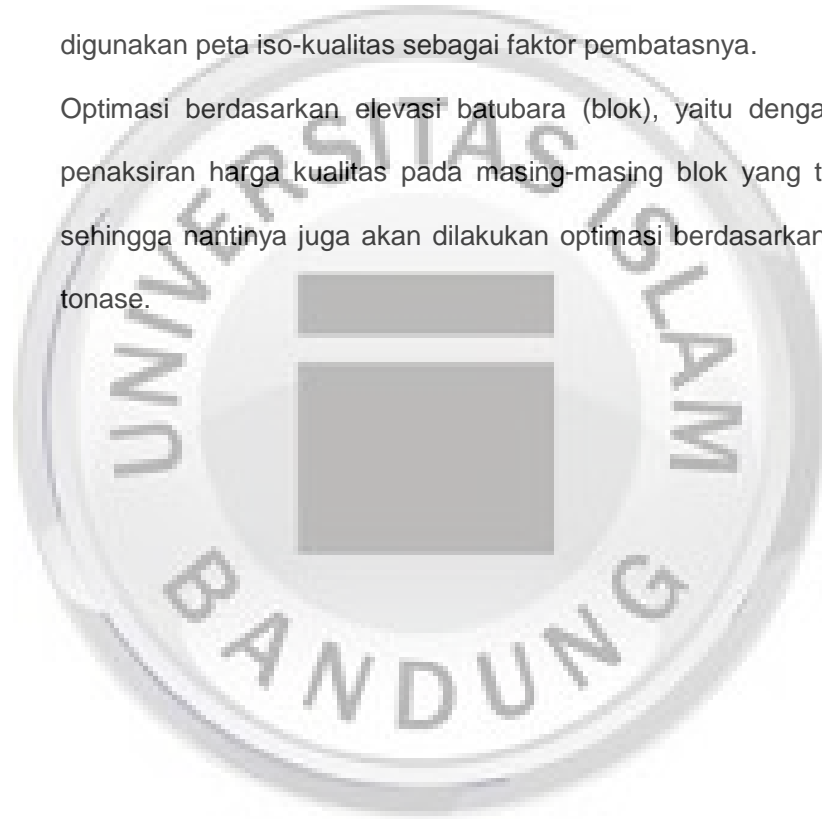 digunakan peta iso-kualitas sebagai faktor pembatasnya.
Optimasi berdasarkan elevasi batubara (blok), yaitu denga
penaksiran harga kualitas pada masing-masing blok yang t
sehingga nantinya juga akan dilakukan optimasi berdasarkan
tonase.
UNIVERSITAS ISLAM
BANDUNG